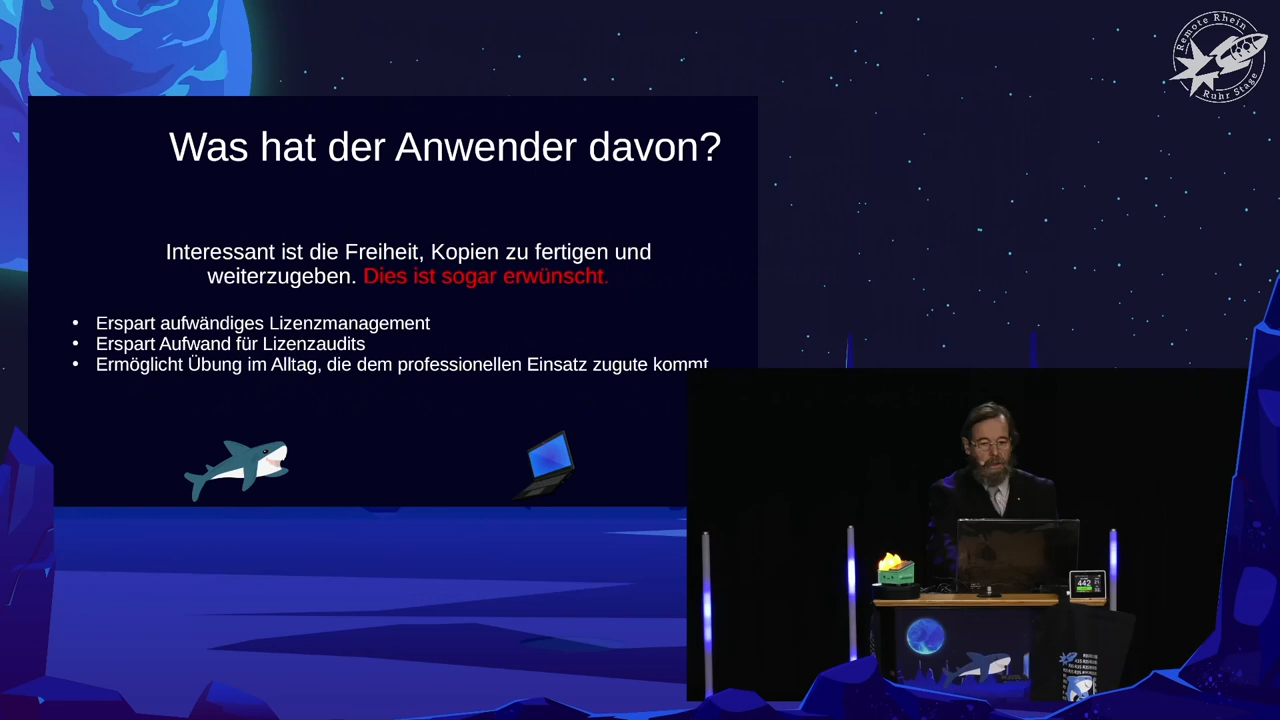 Remote Rhein
Ruhr Stage
Was hat der Anwender davon?
Interessant ist die Freiheit, Kopien zu fertigen und
weiterzugeben. Dies ist sogar erwünscht.
• Erspart aufwändiges Lizenzmanagement
• Erspart Aufwand für Lizenzaudits
• Ermöglicht Übung im Alltag, die dem professionellen Einsatz zugute kommt
442